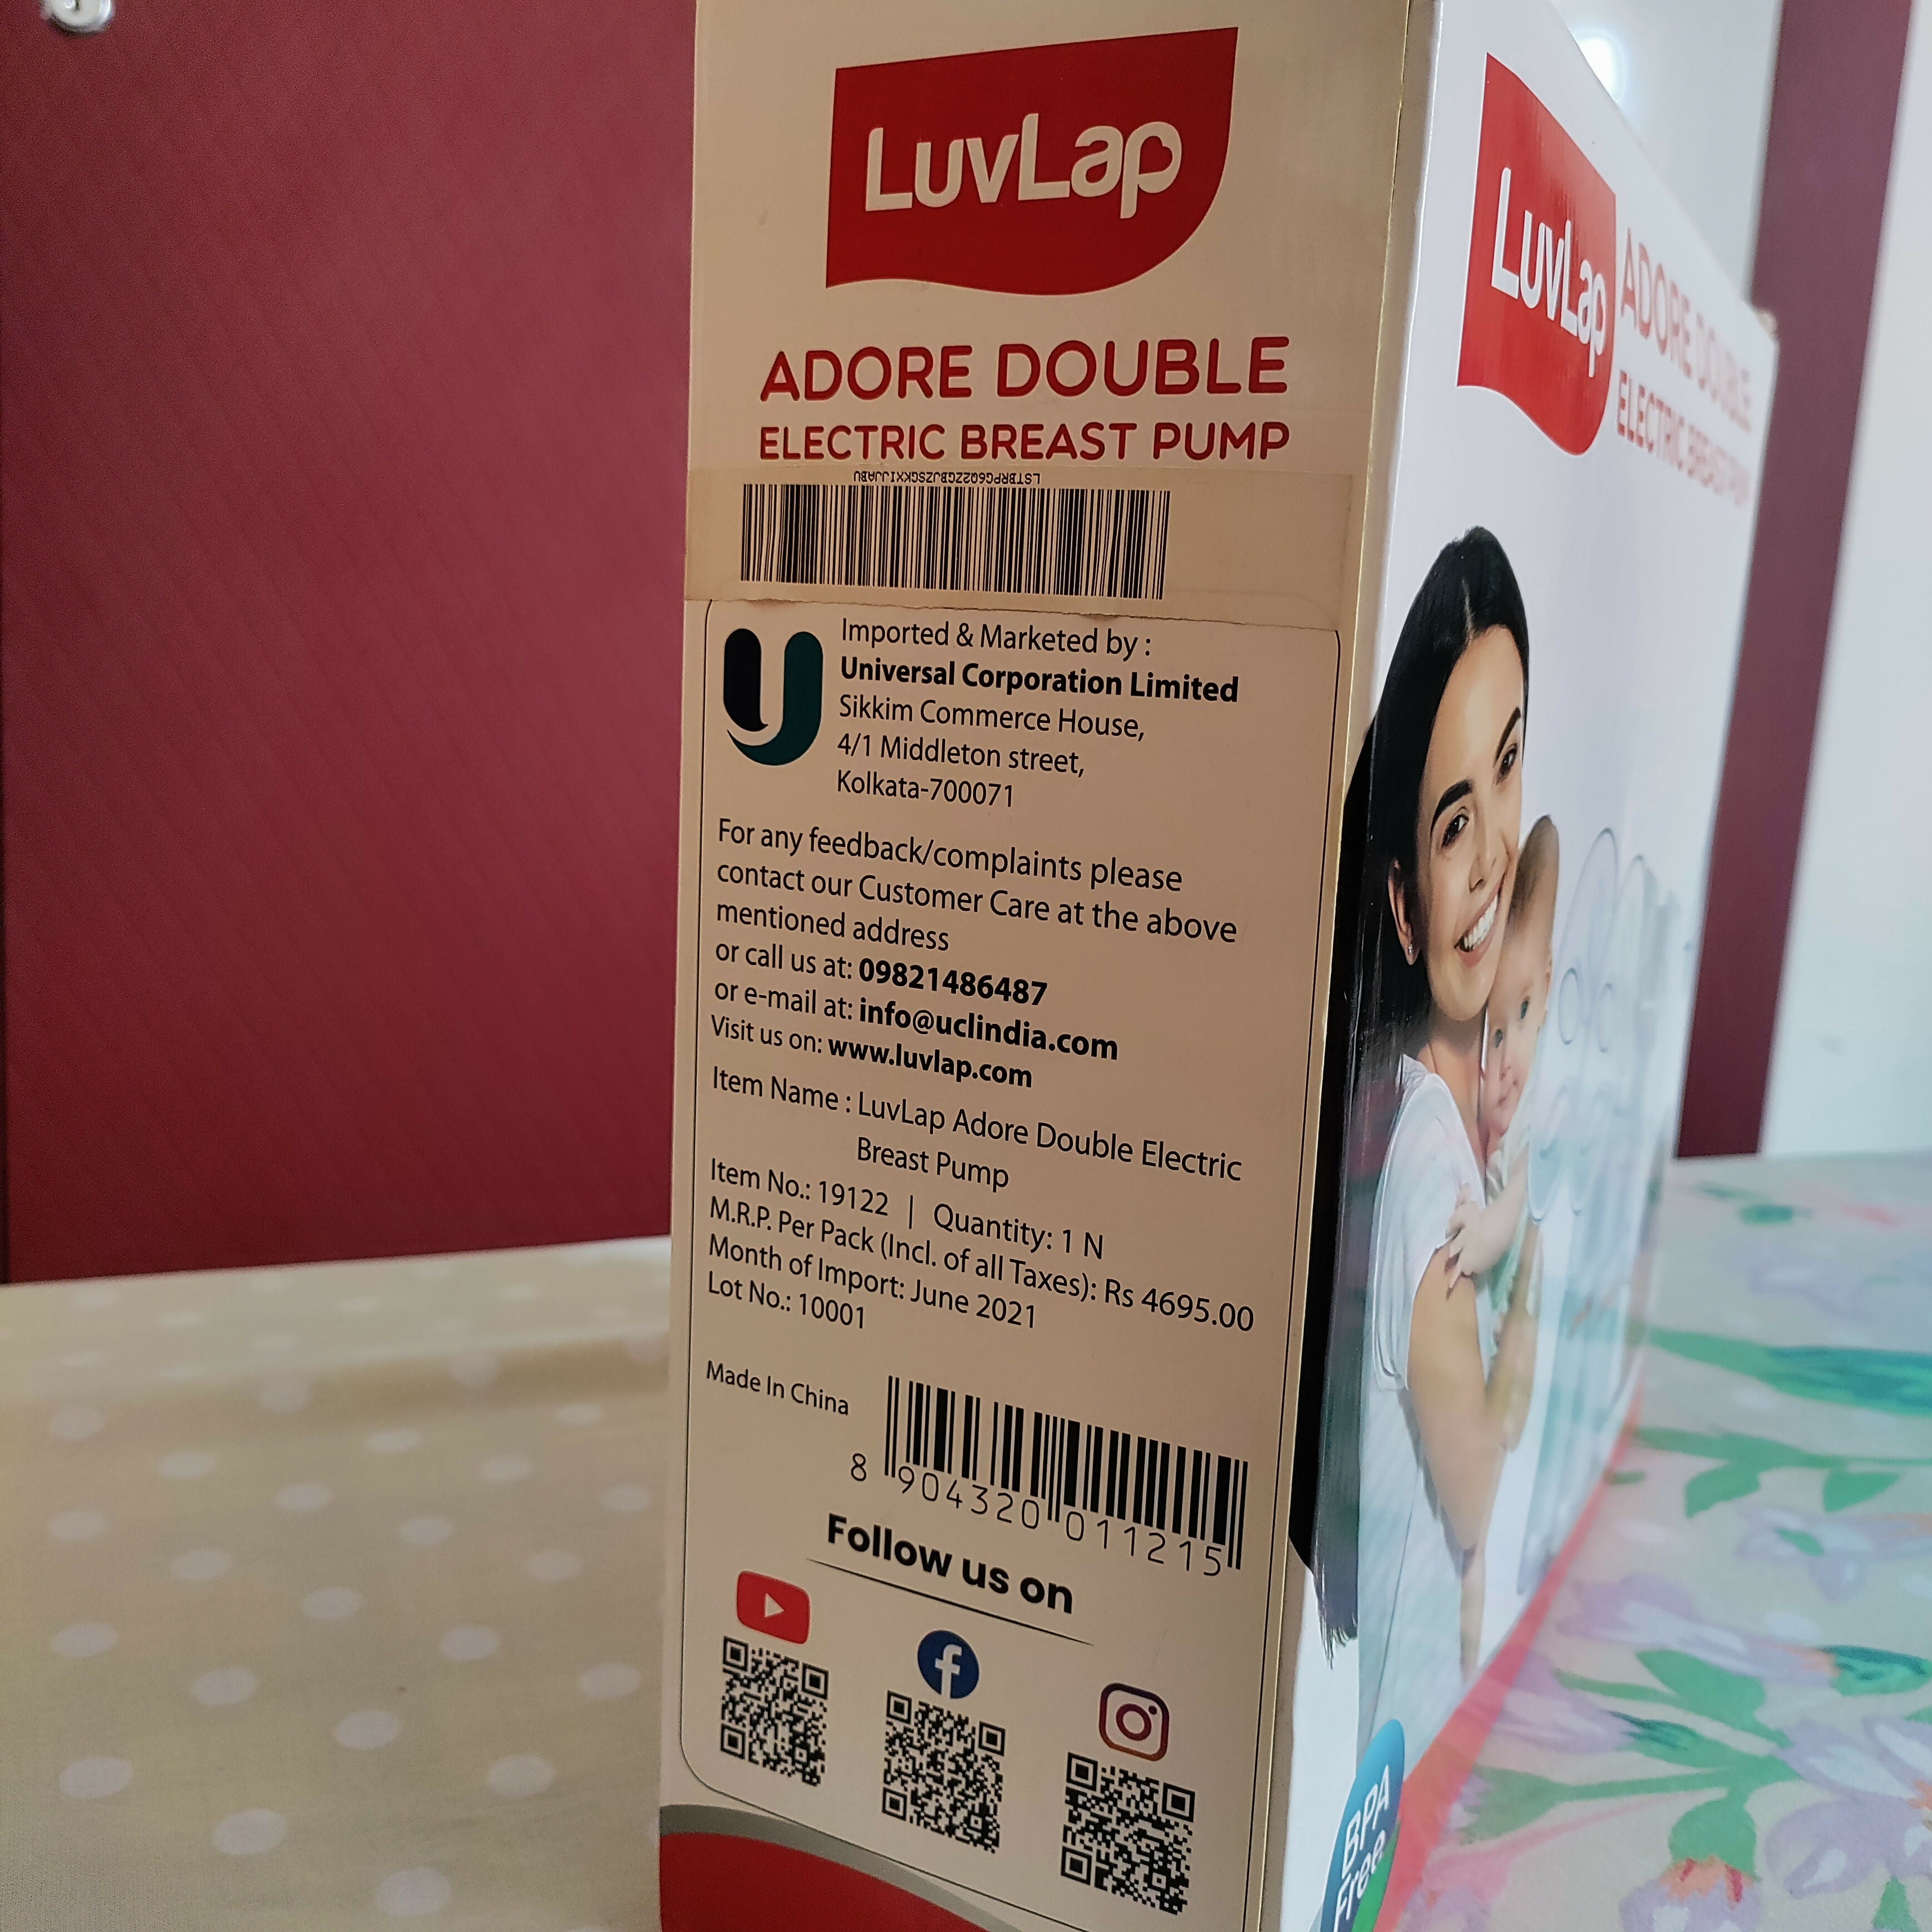 LuvLap
ADORE DOUBLE
ELECTRIC BREAST PUMP
LSTBRPG6QZZGBJZSGKXIJJABU
Imported & Marketed by :
Universal Corporation Limited
Sikkim Commerce House,
4/1 Middleton street,
Kolkata-700071
For any feedback/complaints please
contact our Customer Care at the above
mentioned address
or call us at: 09821486487
or e-mail at: info@uclindia.com
Visit us on: www.luvlap.com
Item Name : LuvLap Adore Double Electric
Breast Pump
Item No.: 19122 | Quantity: 1 N
M.R.P. Per Pack (Incl. of all Taxes): Rs 4695.00
Month of Import: June 2021
Lot No.: 10001
Made In China
8 904320 011215
Follow us on
LuvLap
ADORE DOUBLE
ELECTRIC BREAST PUMP
BPA
Free